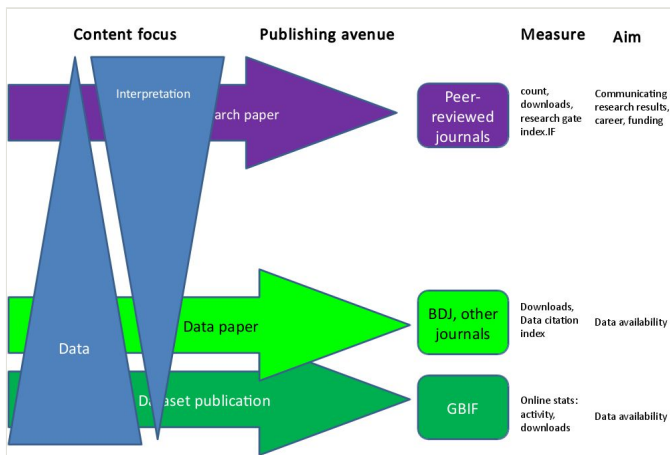 Content focus
Publishing avenue
Measure
Aim
Interpretation
arch paper
Peer-
reviewed
journals
count,
downloads,
research gate
index.IF
Communicating
research results,
career, funding
Data
Data paper
BDJ, other
journals
Downloads,
Data citation
index
Data availability
Dataset publication
GBIF
Online stats:
activity,
downloads
Data availability